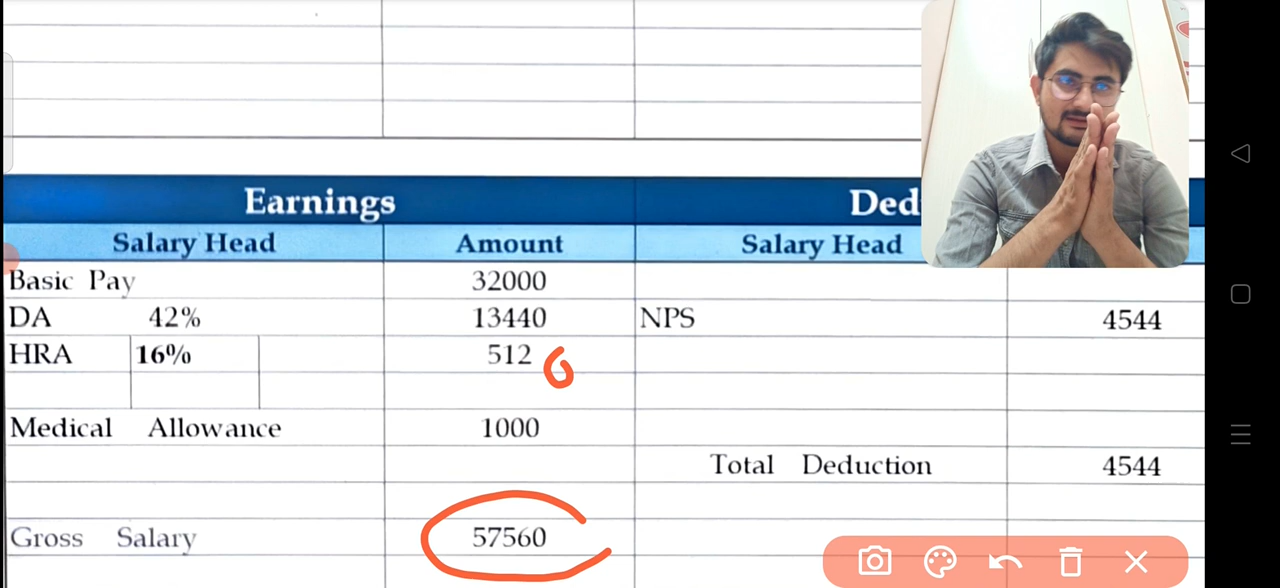 Earnings Ded
Salary Head Amount Salary Head
Basic Pay 32000
DA 42% 13440 NPS 4544
HRA 16% 512 0
Medical Allowance 1000
Total Deduction 4544
Gross Salary 57560